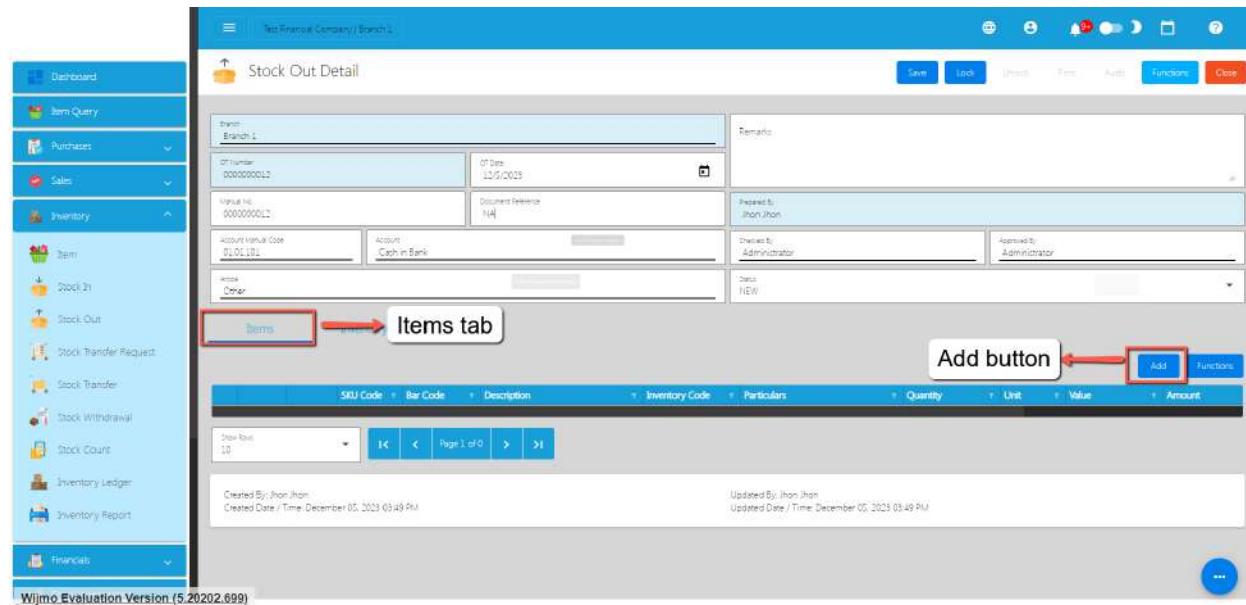 Test Financial Company / Branch 1
9+
Stock Out Detail
Save
Lock
Unlock
Print
Audit
Functions
Close
Dashboard
Item Query
Purchases
Sales
Inventory
Item
Stock In
Stock Out
Stock Transfer Request
Stock Transfer
Stock Withdrawal
Stock Count
Inventory Ledger
Inventory Report
Financials
Branch
Branch 1
Remarks
OT Number
0000000012
OT Date
12/5/2023
Manual No.
0000000012
Document Reference
NA
Prepared By
Jhon Jhon
Account Manual Code
01.01.101
Account
Cash in Bank
Checked By
Administrator
Approved By
Administrator
Article
Other
Status
NEW
Items
Items tab
Add button
Add
Functions
SKU Code Bar Code Description Inventory Code Particulars Quantity Unit Value Amount
Show Rows
10
Page 1 of 0
Created By: Jhon Jhon
Created Date / Time: December 05, 2023 03:49 PM
Updated By: Jhon Jhon
Updated Date / Time: December 05, 2023 03:49 PM
Wijmo Evaluation Version (5.20202.699)